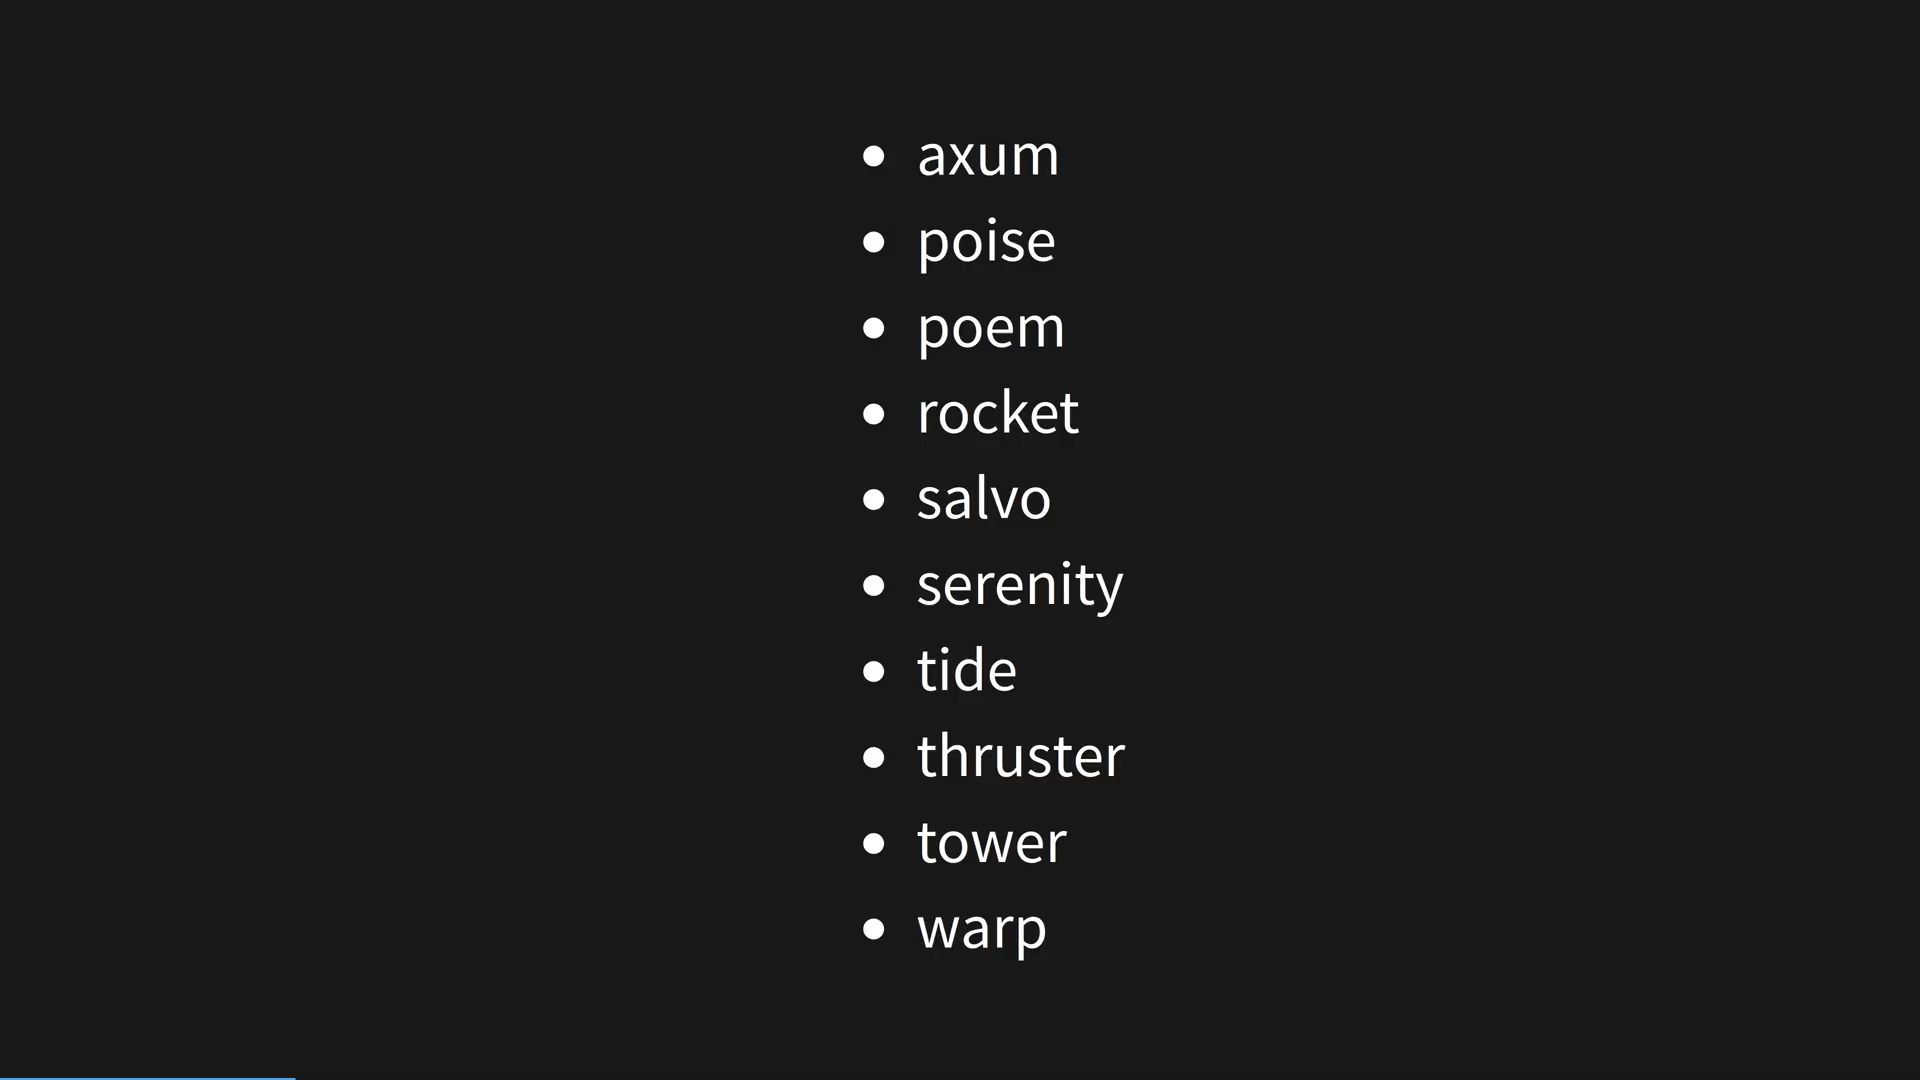 • axum
• poise
• poem
• rocket
• salvo
• serenity
• tide
• thruster
• tower
• warp